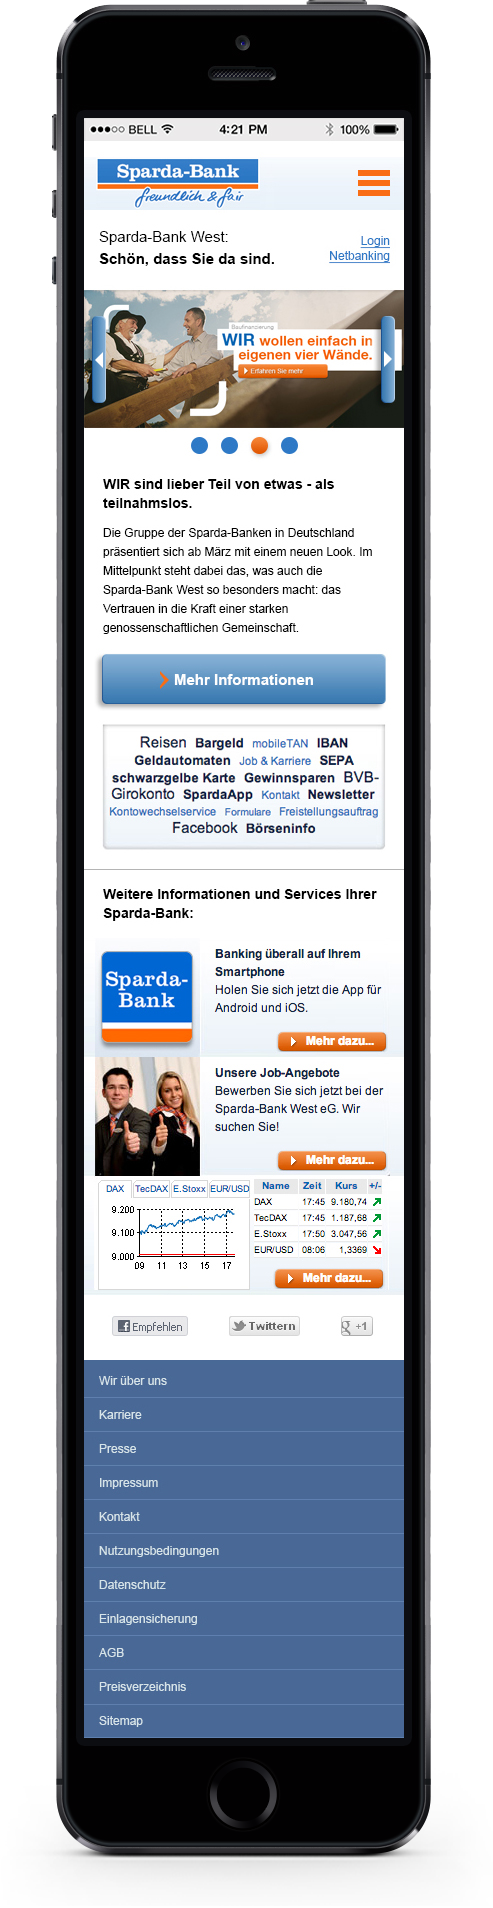 BELL
4:21 PM
100%
Sparda-Bank
freundlich & fair
Sparda-Bank West:
Schön, dass Sie da sind.
Login
Netbanking
Baufinanzierung
WIR wollen einfach in
eigenen vier Wände.
Erfahren Sie mehr
WIR sind lieber Teil von etwas - als
teilnahmslos.
Die Gruppe der Sparda-Banken in Deutschland
präsentiert sich ab März mit einem neuen Look. Im
Mittelpunkt steht dabei das, was auch die
Sparda-Bank West so besonders macht: das
Vertrauen in die Kraft einer starken
genossenschaftlichen Gemeinschaft.
Mehr Informationen
Reisen Bargeld mobileTAN IBAN
Geldautomaten Job & Karriere SEPA
schwarzgelbe Karte Gewinnsparen BVB-
Girokonto SpardaApp Kontakt Newsletter
Kontowechselservice Formulare Freistellungsauftrag
Facebook Börseninfo
Weitere Informationen und Services Ihrer
Sparda-Bank:
Sparda-
Bank
Banking überall auf Ihrem
Smartphone
Holen Sie sich jetzt die App für
Android und iOS.
Mehr dazu...
Unsere Job-Angebote
Bewerben Sie sich jetzt bei der
Sparda-Bank West eG. Wir
suchen Sie!
Mehr dazu...
DAX TecDAX E.Stoxx EUR/USD
9.200
9.100
9.000
09 11 13 15 17
Name Zeit Kurs +/-
DAX 17:45 9.180,74
TecDAX 17:45 1.187,68
E.Stoxx 17:50 3.047,56
EUR/USD 08:06 1,3369
Mehr dazu...
Empfehlen
Twittern
g +1
Wir über uns
Karriere
Presse
Impressum
Kontakt
Nutzungsbedingungen
Datenschutz
Einlagensicherung
AGB
Preisverzeichnis
Sitemap